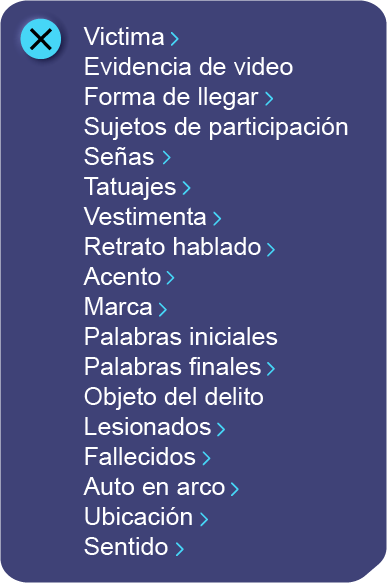 Victima
Evidencia de video
Forma de llegar
Sujetos de participación
Señas
Tatuajes
Vestimenta
Retrato hablado
Acento
Marca
Palabras iniciales
Palabras finales
Objeto del delito
Lesionados
Fallecidos
Auto en arco
Ubicación
Sentido